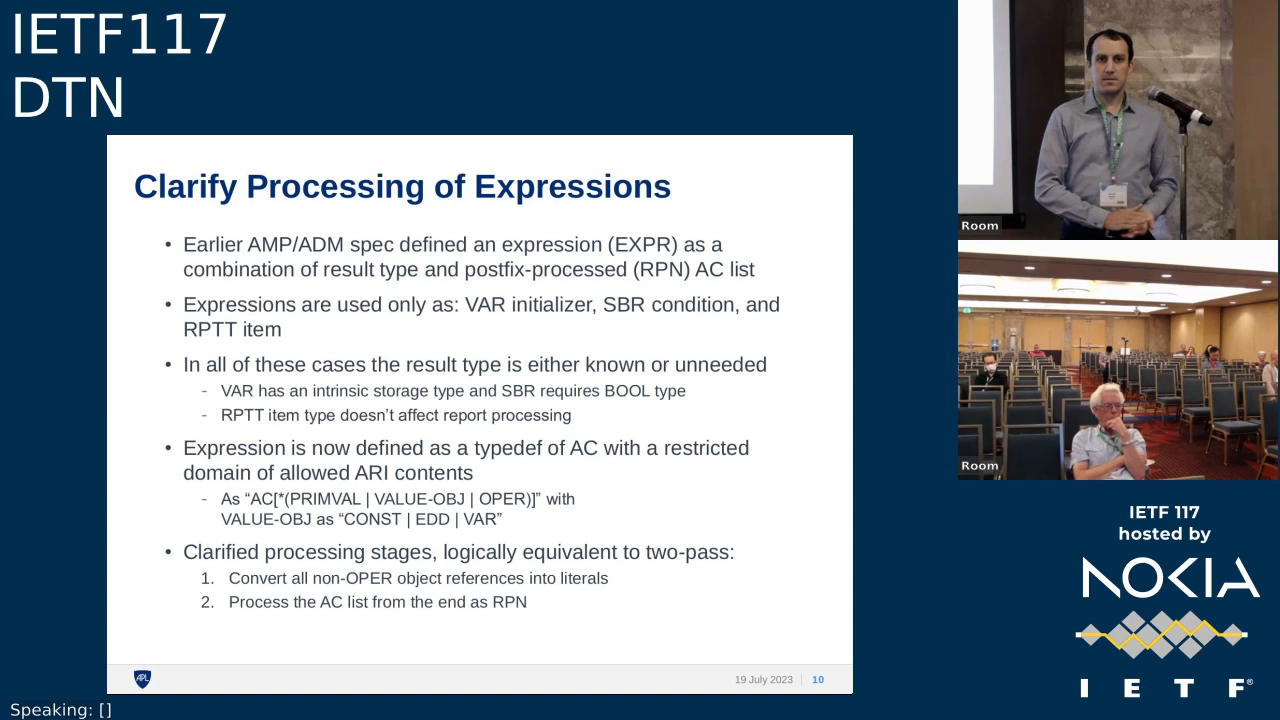 IETF117
DTN
Clarify Processing of Expressions
• Earlier AMP/ADM spec defined an expression (EXPR) as a
combination of result type and postfix-processed (RPN) AC list
• Expressions are used only as: VAR initializer, SBR condition, and
RPTT item
• In all of these cases the result type is either known or unneeded
- VAR has an intrinsic storage type and SBR requires BOOL type
- RPTT item type doesn’t affect report processing
• Expression is now defined as a typedef of AC with a restricted
domain of allowed ARI contents
- As “AC[*(PRIMVAL | VALUE-OBJ | OPER)]” with
VALUE-OBJ as “CONST | EDD | VAR”
• Clarified processing stages, logically equivalent to two-pass:
1. Convert all non-OPER object references into literals
2. Process the AC list from the end as RPN
APL
19 July 2023 | 10
Speaking: []
Room
Room
IETF 117
hosted by
NOKIA
I E T F®